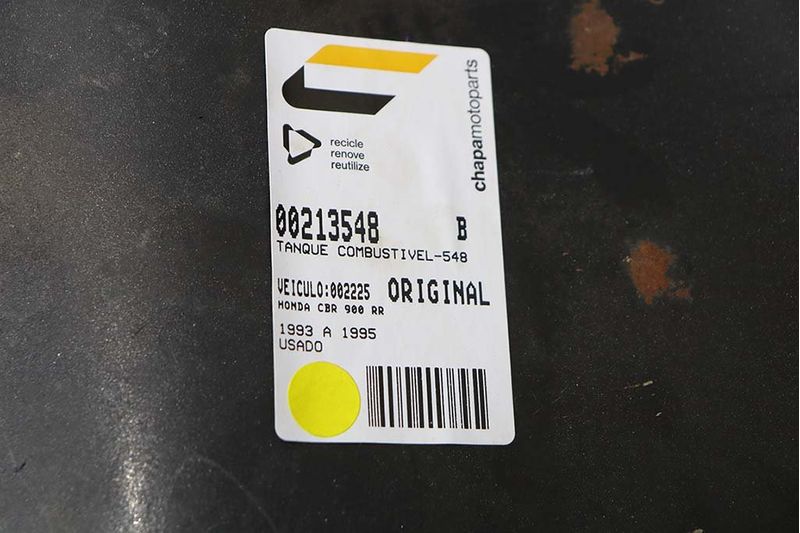 chapamotoparts
recicle
renove
reutilize
00213548 B
TANQUE COMBUSTIVEL-548
VEICULO:002225 ORIGINAL
HONDA CBR 900 RR
1993 A 1995
USADO